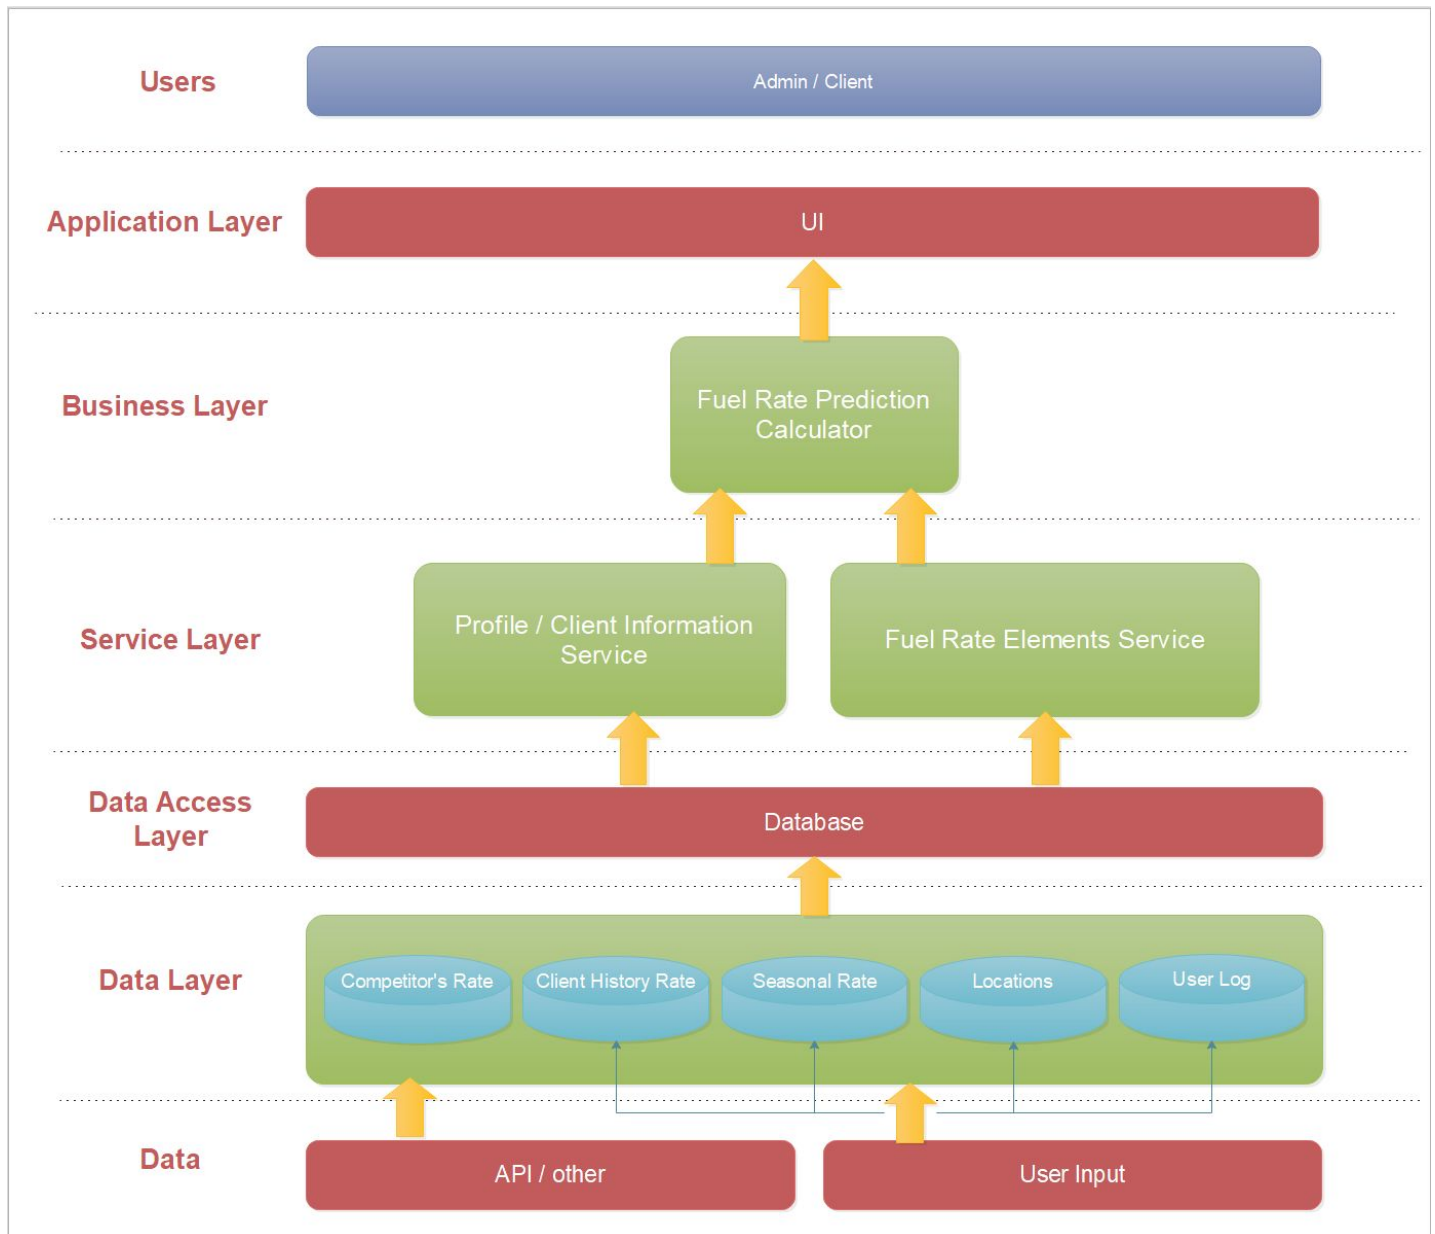 Users
Admin / Client
Application Layer
UI
Business Layer
Fuel Rate Prediction
Calculator
Service Layer
Profile / Client Information
Service
Fuel Rate Elements Service
Data Access
Layer
Database
Data Layer
Competitor's Rate
Client History Rate
Seasonal Rate
Locations
User Log
Data
API / other
User Input